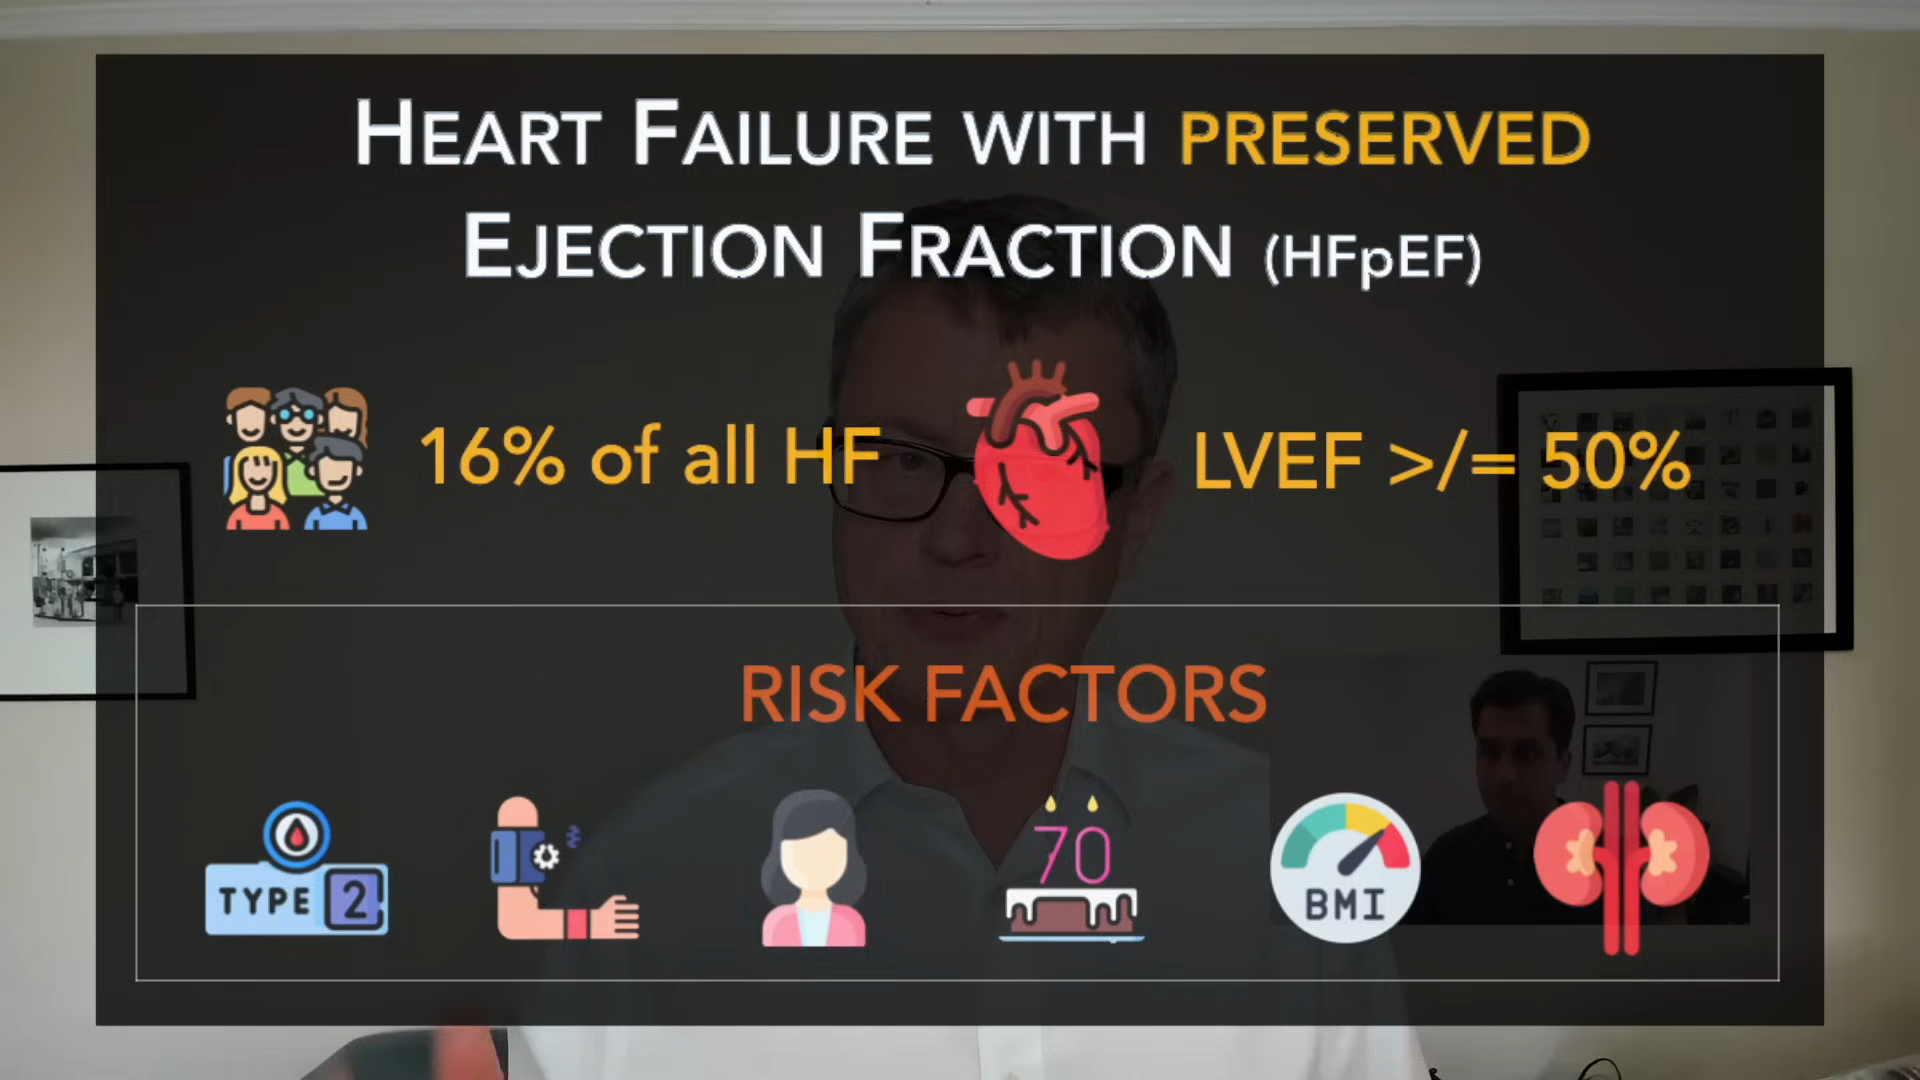 HEART FAILURE WITH PRESERVED
EJECTION FRACTION (HFpEF)
16% of all HF
LVEF >/= 50%
RISK FACTORS
TYPE 2
70
BMI